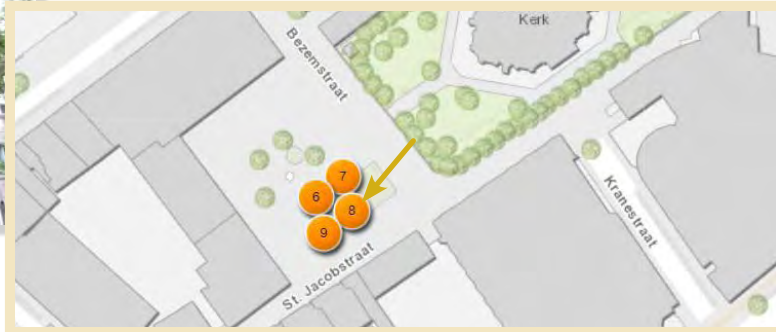 Kerk
Bezemstraat
7
6
8
9
Kranestraat
St. Jacobstraat